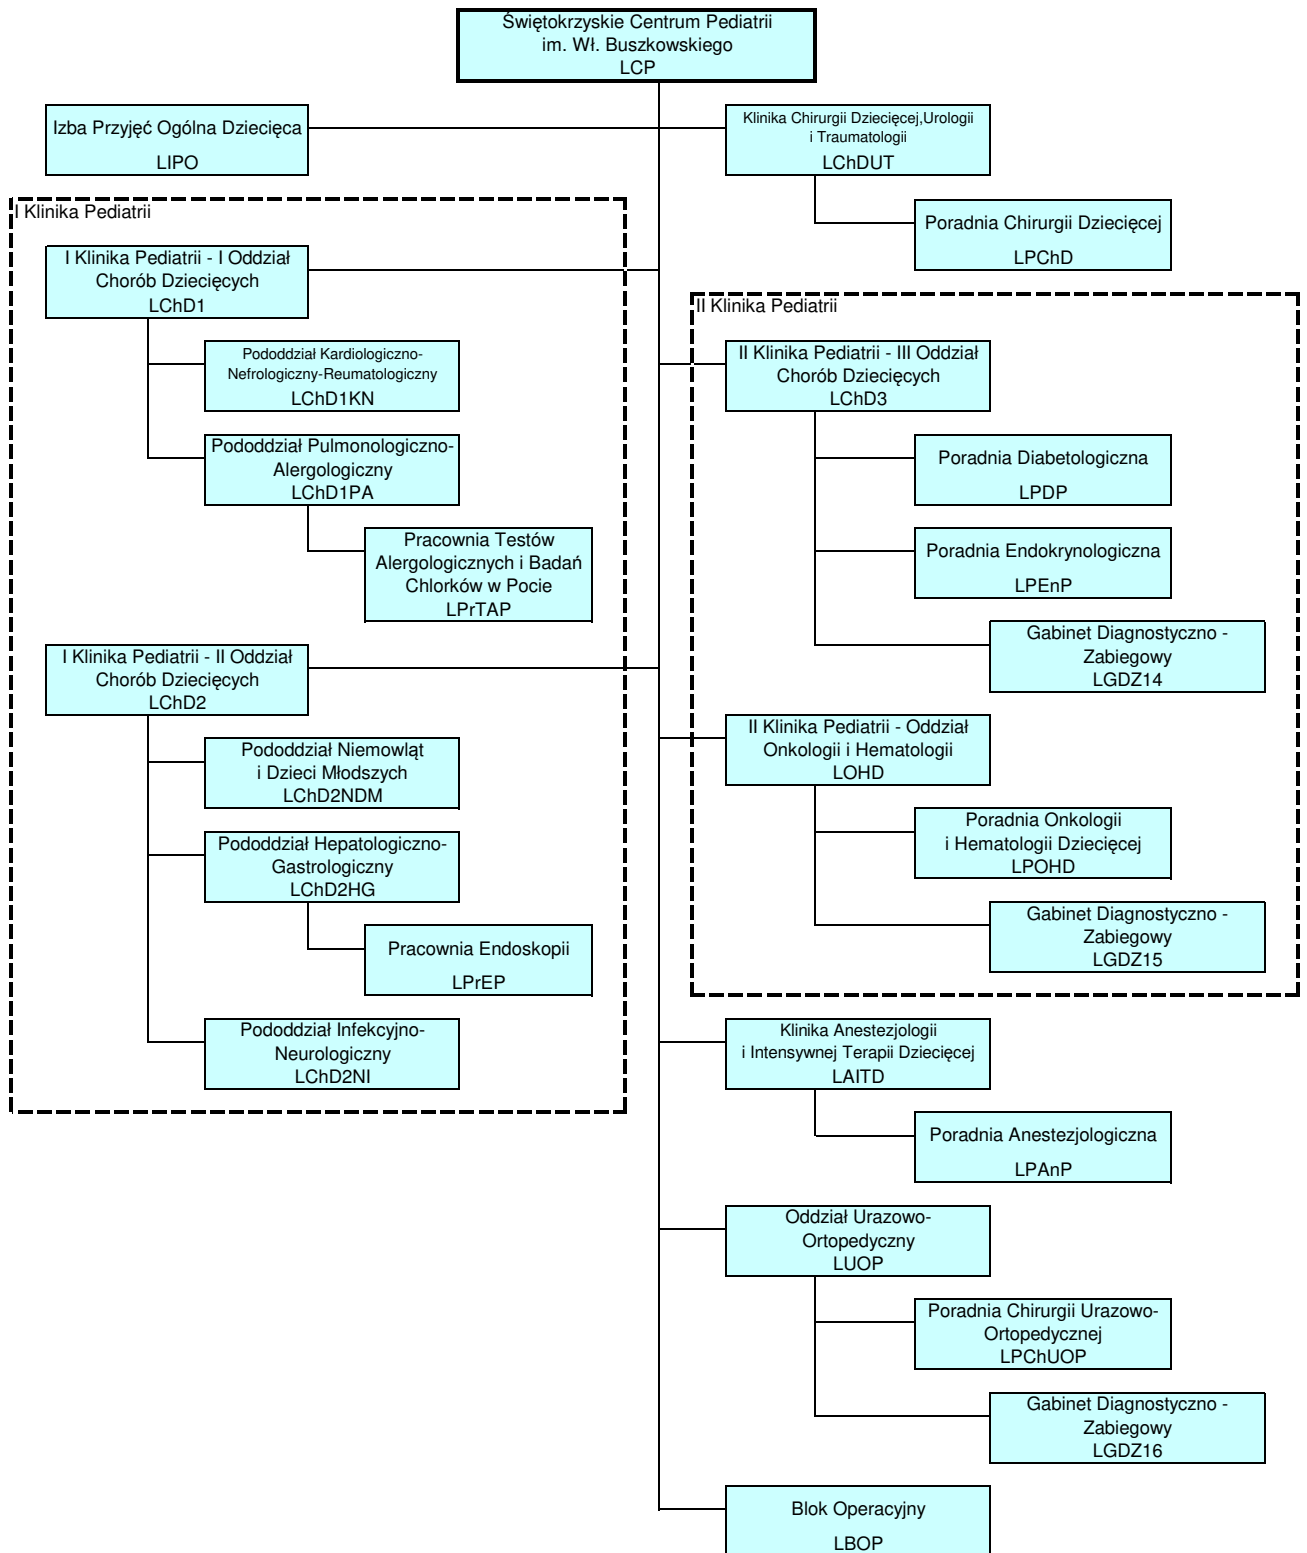 Świętokrzyskie Centrum Pediatrii
im. Wł. Buszkowskiego
LCP
Izba Przyjęć Ogólna Dziecięca
LIPO
Klinika Chirurgii Dziecięcej,Urologii
i Traumatologii
LChDUT
Poradnia Chirurgii Dziecięcej
LPChD
I Klinika Pediatrii
I Klinika Pediatrii - I Oddział
Chorób Dziecięcych
LChD1
Pododdział Kardiologiczno-
Nefrologiczny-Reumatologiczny
LChD1KN
Pododdział Pulmonologiczno-
Alergologiczny
LChD1PA
Pracownia Testów
Alergologicznych i Badań
Chlorków w Pocie
LPrTAP
I Klinika Pediatrii - II Oddział
Chorób Dziecięcych
LChD2
Pododdział Niemowląt
i Dzieci Młodszych
LChD2NDM
Pododdział Hepatologiczno-
Gastrologiczny
LChD2HG
Pracownia Endoskopii
LPrEP
Pododdział Infekcyjno-
Neurologiczny
LChD2NI
II Klinika Pediatrii
II Klinika Pediatrii - III Oddział
Chorób Dziecięcych
LChD3
Poradnia Diabetologiczna
LPDP
Poradnia Endokrynologiczna
LPEnP
Gabinet Diagnostyczno -
Zabiegowy
LGDZ14
II Klinika Pediatrii - Oddział
Onkologii i Hematologii
LOHD
Poradnia Onkologii
i Hematologii Dziecięcej
LPOHD
Gabinet Diagnostyczno -
Zabiegowy
LGDZ15
Klinika Anestezjologii
i Intensywnej Terapii Dziecięcej
LAITD
Poradnia Anestezjologiczna
LPAnP
Oddział Urazowo-
Ortopedyczny
LUOP
Poradnia Chirurgii Urazowo-
Ortopedycznej
LPChUOP
Gabinet Diagnostyczno -
Zabiegowy
LGDZ16
Blok Operacyjny
LBOP